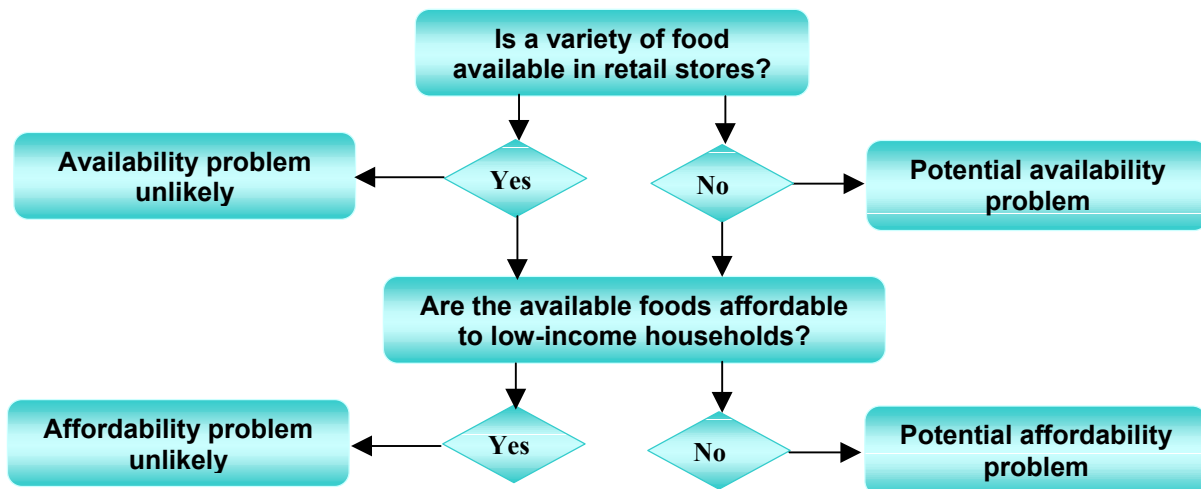 Is a variety of food
available in retail stores?
Availability problem
unlikely
Yes
No
Potential availability
problem
Are the available foods affordable
to low-income households?
Affordability problem
unlikely
Yes
No
Potential affordability
problem